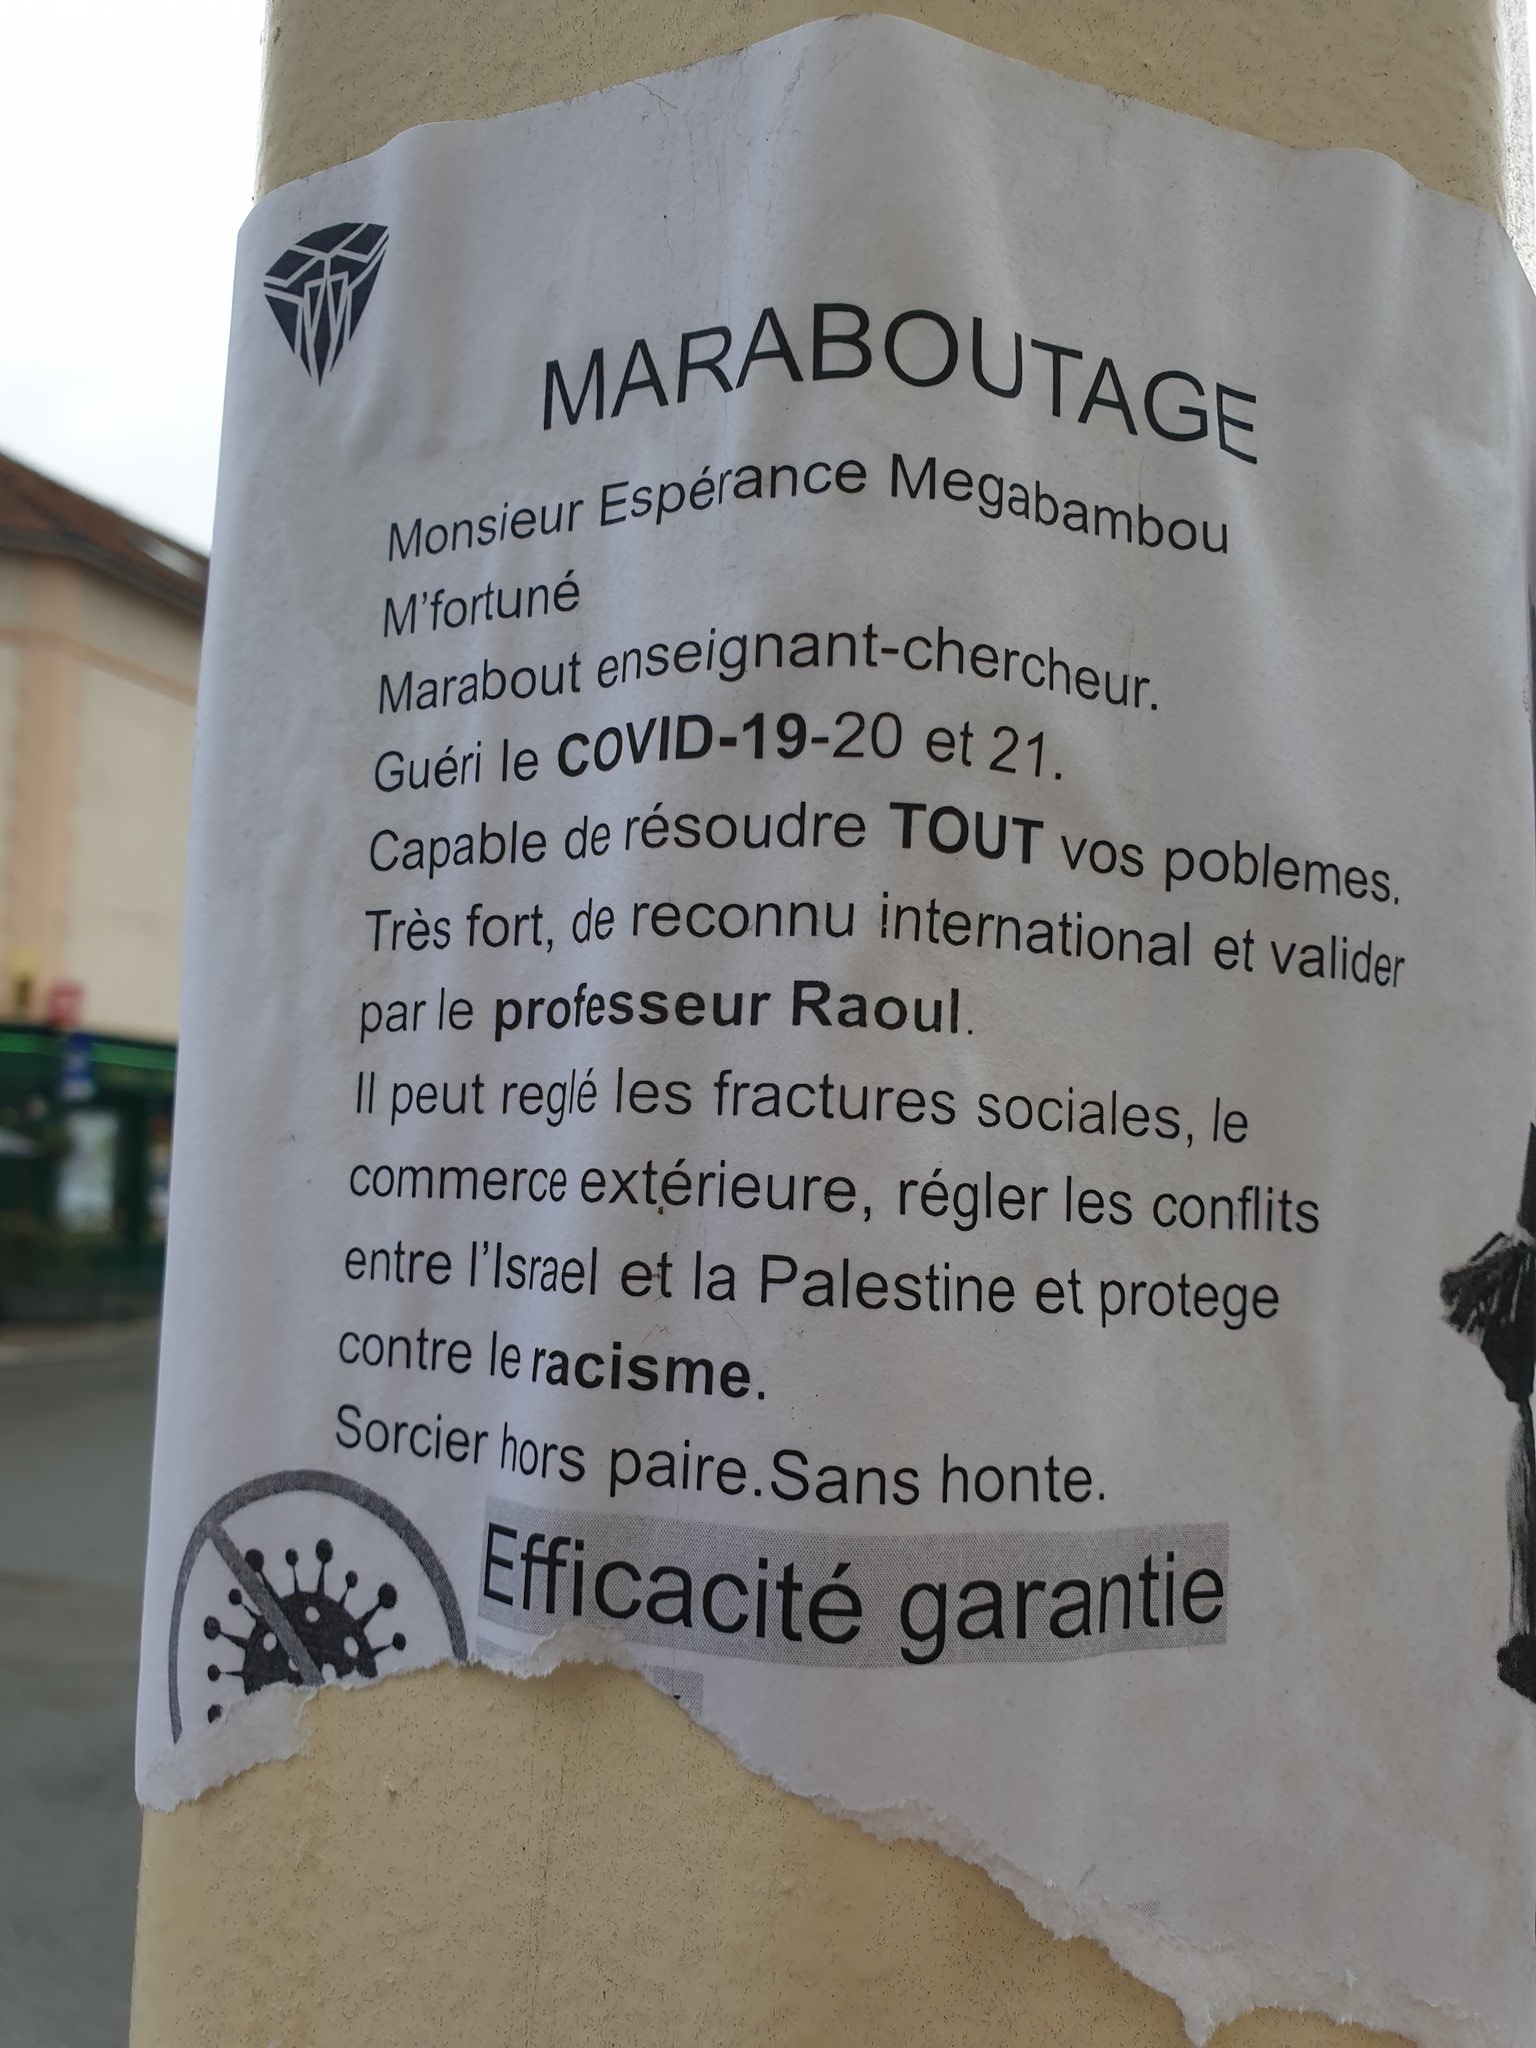 MARABOUTAGE
Monsieur Espérance Megabambou
M'fortuné
Marabout enseignant-chercheur.
Guéri le COVID-19-20 et 21.
Capable de résoudre TOUT vos poblemes.
Très fort, de reconnu international et valider
par le professeur Raoul.
Il peut reglé les fractures sociales, le
commerce extérieure, régler les conflits
entre l'Israel et la Palestine et protege
contre le racisme.
Sorcier hors paire.Sans honte.
Efficacité garantie